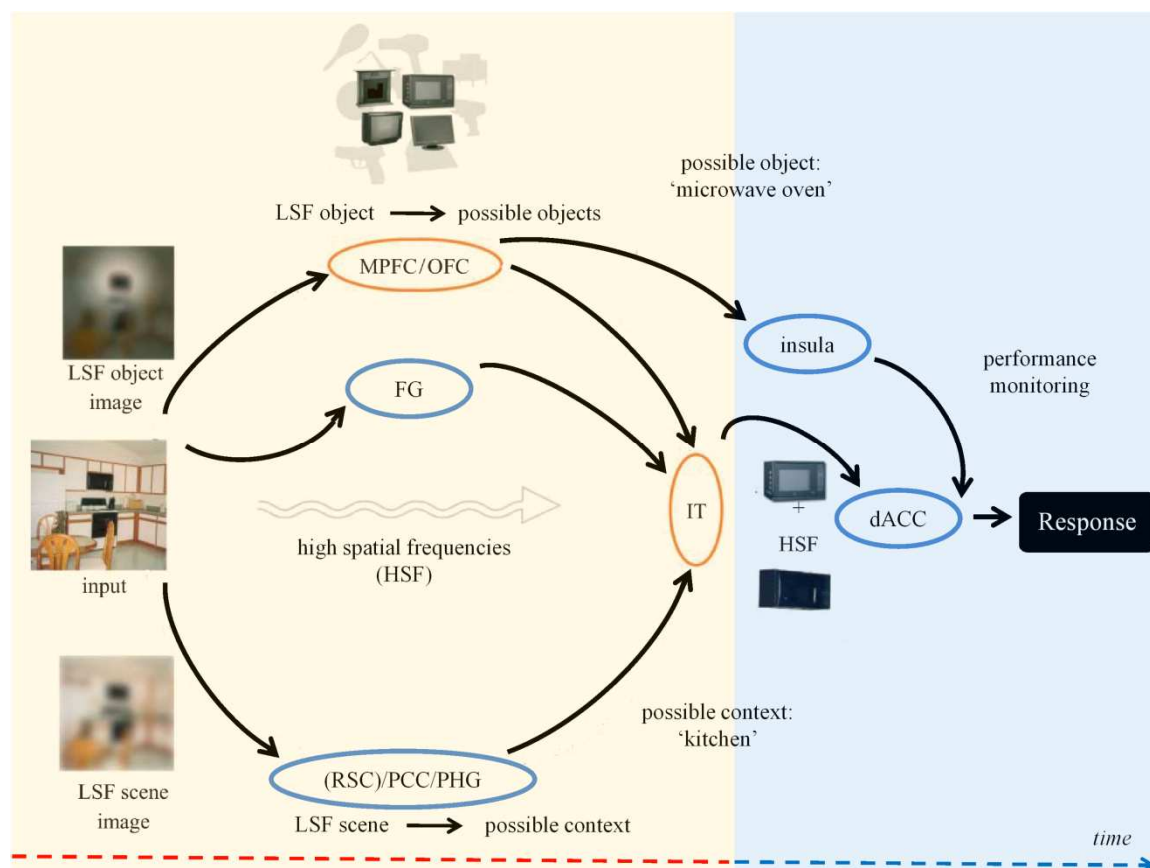 possible object:
‘microwave oven’
LSF object
possible objects
MPFC/OFC
insula
LSF object
image
FG
performance
monitoring
IT
+
HSF
dACC
Response
high spatial frequencies
(HSF)
input
possible context:
‘kitchen’
(RSC)/PCC/PHG
LSF scene
image
LSF scene
possible context
time